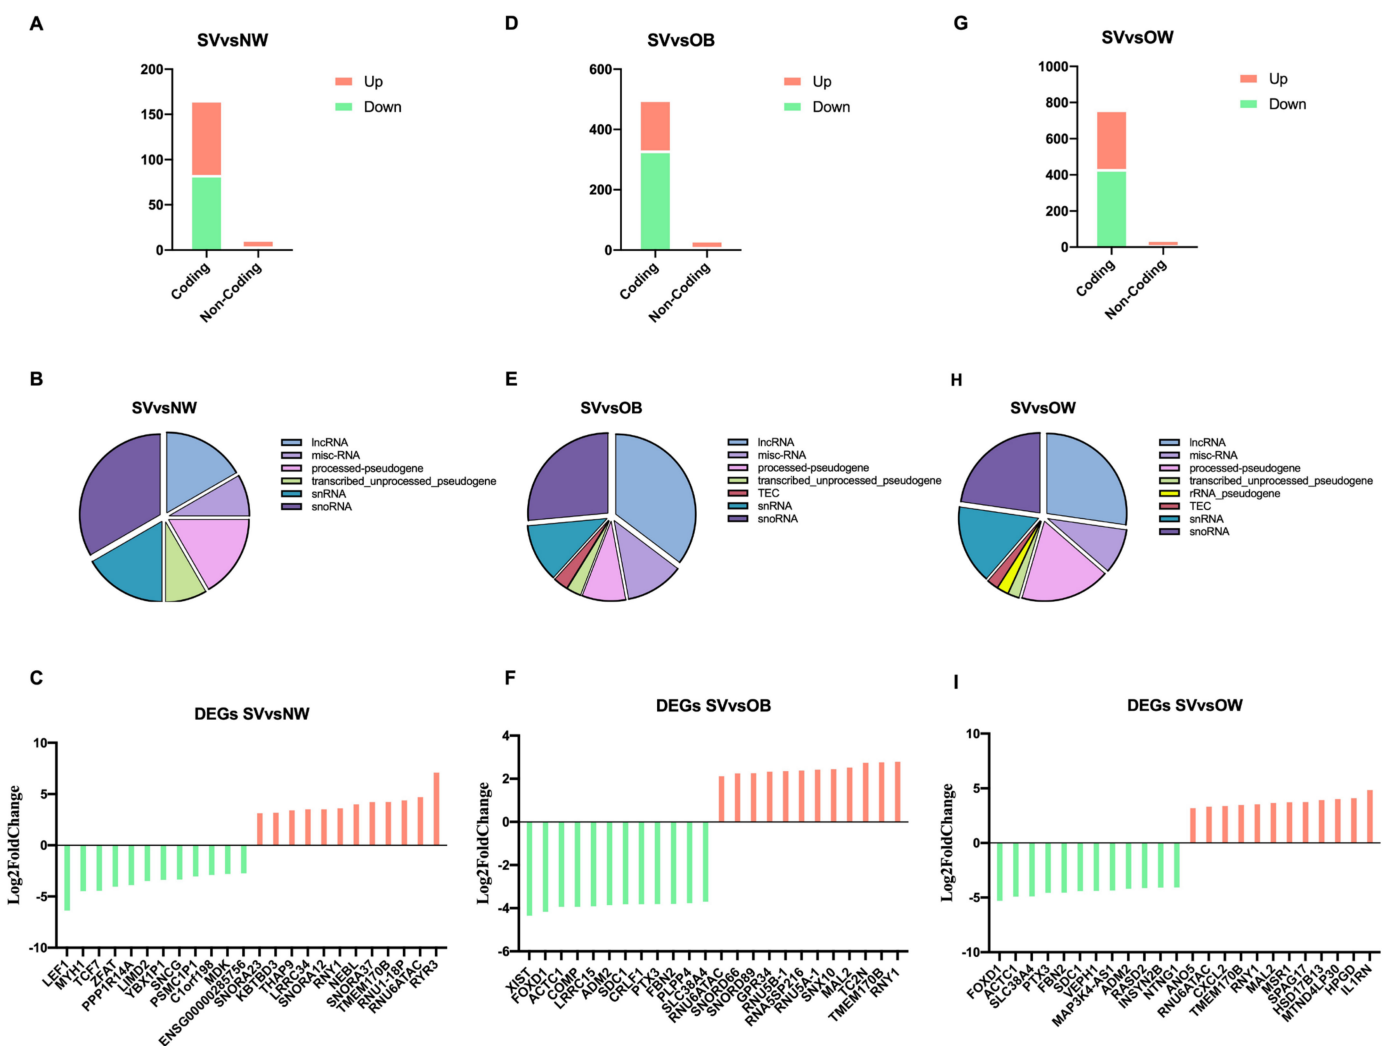 A
SVvsNW
200
150
100
50
0
Up
Down
Coding
Non-Coding
D
SVvsOB
600
400
200
0
Up
Down
Coding
Non-Coding
G
SVvsOW
1000
800
600
400
200
0
Up
Down
Coding
Non-Coding
B
SVvsNW
lncRNA
misc-RNA
processed-pseudogene
transcribed_unprocessed_pseudogene
snRNA
snoRNA
E
SVvsOB
lncRNA
misc-RNA
processed-pseudogene
transcribed_unprocessed_pseudogene
TEC
snRNA
snoRNA
H
SVvsOW
lncRNA
misc-RNA
processed-pseudogene
transcribed_unprocessed_pseudogene
rRNA_pseudogene
TEC
snRNA
snoRNA
C
DEGs SVvsNW
Log2FoldChange
10
5
0
-5
-10
LEF1
MYH1
TCF7
ZFAT
PPP1R14A
LIMD2
YBX1P1
SNCG
PSMC1P1
C1orf198
MDK
ENSG00000285756
SNORA23
KBTBD3
THAP9
LRRC34
SNORA12
RNY1
NEBL
SNORA37
TMEM170B
RNU1-18P
RNU6ATAC
RYR3
F
DEGs SVvsOB
Log2FoldChange
4
2
0
-2
-4
-6
XIST
FOXD1
ACTC1
COMP
LRRC15
ADM2
SDC1
CRLF1
PTX3
FBN2
PLPP4
SLC38A4
RNU6ATAC
SNORD66
SNORD89
GPR34
RNU5B-1
RNA5SP216
RNU5A-1
SNX10
MAL2
TC2N
TMEM170B
RNY1
I
DEGs SVvsOW
Log2FoldChange
10
5
0
-5
-10
FOXD1
ACTC1
SLC38A4
PTX3
FBN2
SDC1
VEPH1
MAP3K4-AS1
ADM2
RASD2
INSYN2B
NTNG1
ANO5
RNU6ATAC
CXCL2
TMEM170B
RNY1
MAL2
MSR1
SPAG17
HSD17B13
MTND4LP30
HPGD
IL1RN